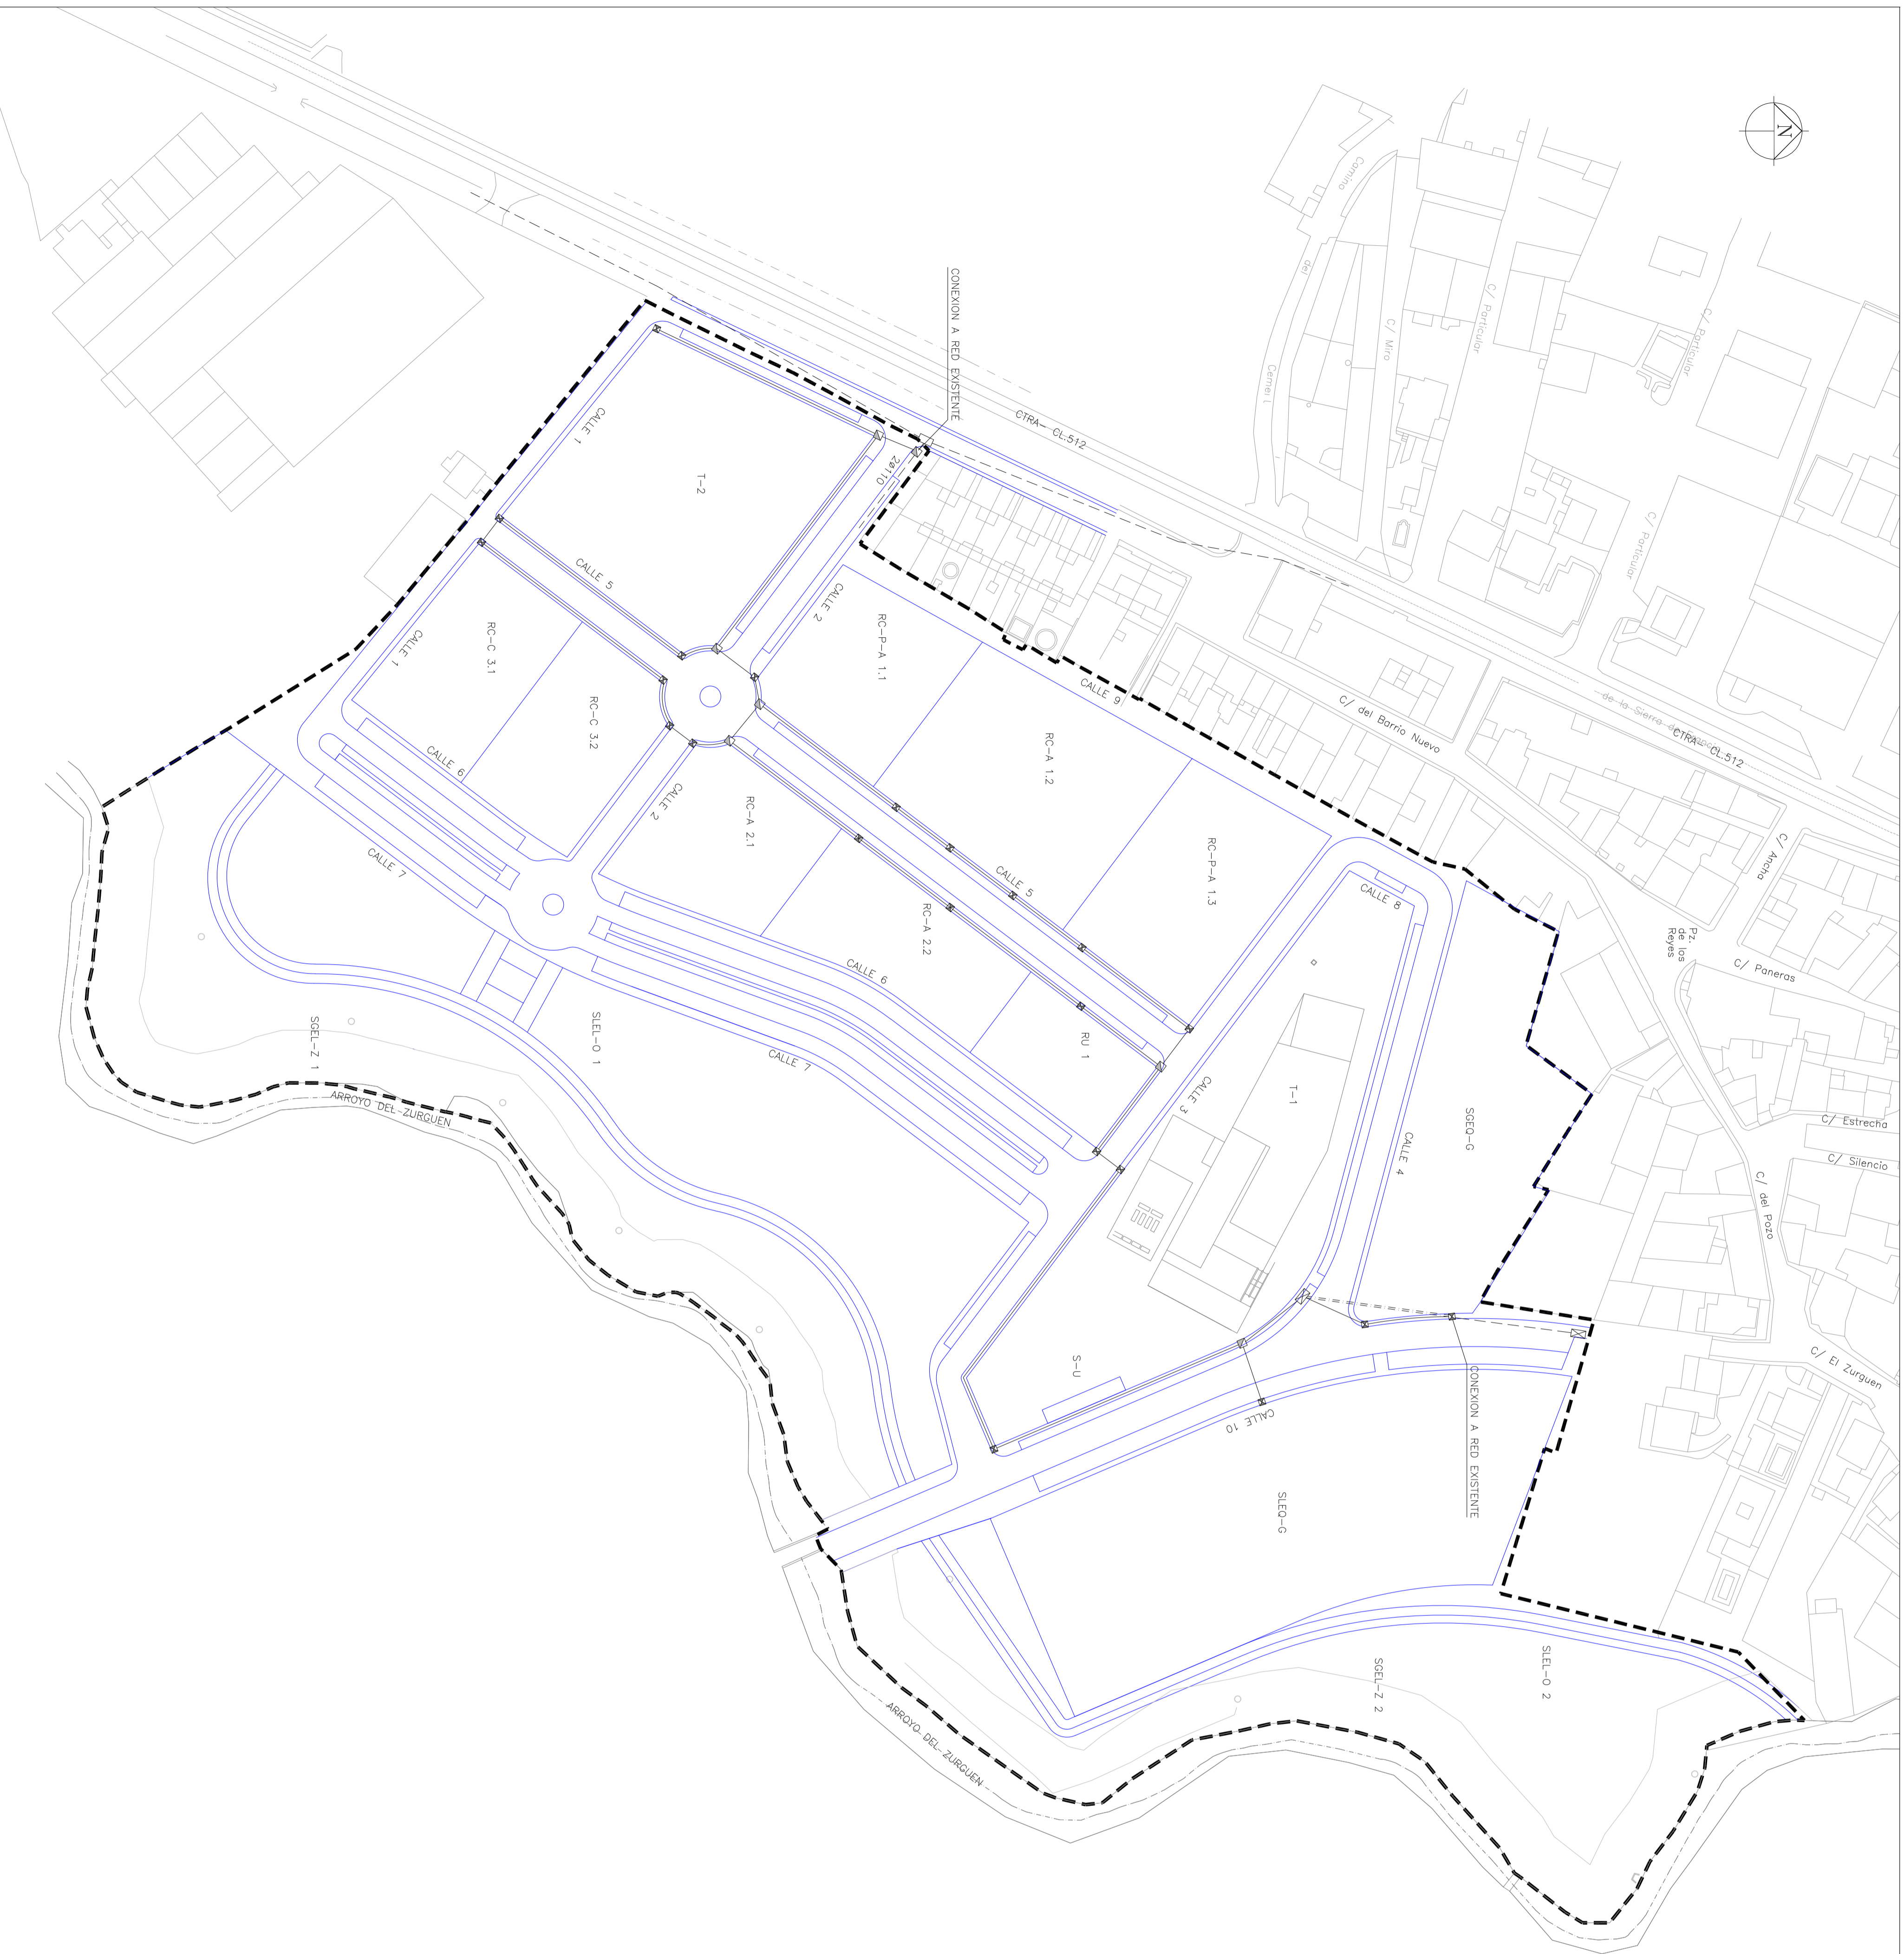 N
Camino
del
Cemei (
C/ Miro
C/ Particular
C/ Particular
C/ Particular
CONEXION A RED EXISTENTE
CTRA- CL.512
2ø110
T-2
CALLE 1
CALLE 5
CALLE 2
RC-P-A 1.1
CALLE 9
C/ del Barrio Nuevo
CTRA- CL.512
RC-C 3.1
CALLE 1
RC-C 3.2
CALLE 6
CALLE 2
RC-A 2.1
RC-A 1.2
RC-P-A 1.3
CALLE 5
CALLE 8
C/ Ancha
Pz.
de los
Reyes
C/ Paneras
CALLE 7
RC-A 2.2
CALLE 6
RU 1
CALLE 3
T-1
CALLE 4
SGEQ-G
C/ Estrecha
C/ Silencio
C/ del Pozo
SGEL-Z 1
SLEL-O 1
CALLE 7
ARROYO DEL ZURGUEN
S-U
CALLE 10
CONEXION A RED EXISTENTE
C/ El Zurguen
SLEQ-G
SGEL-Z 2
SLEL-O 2
ARROYO DEL ZURGUEN